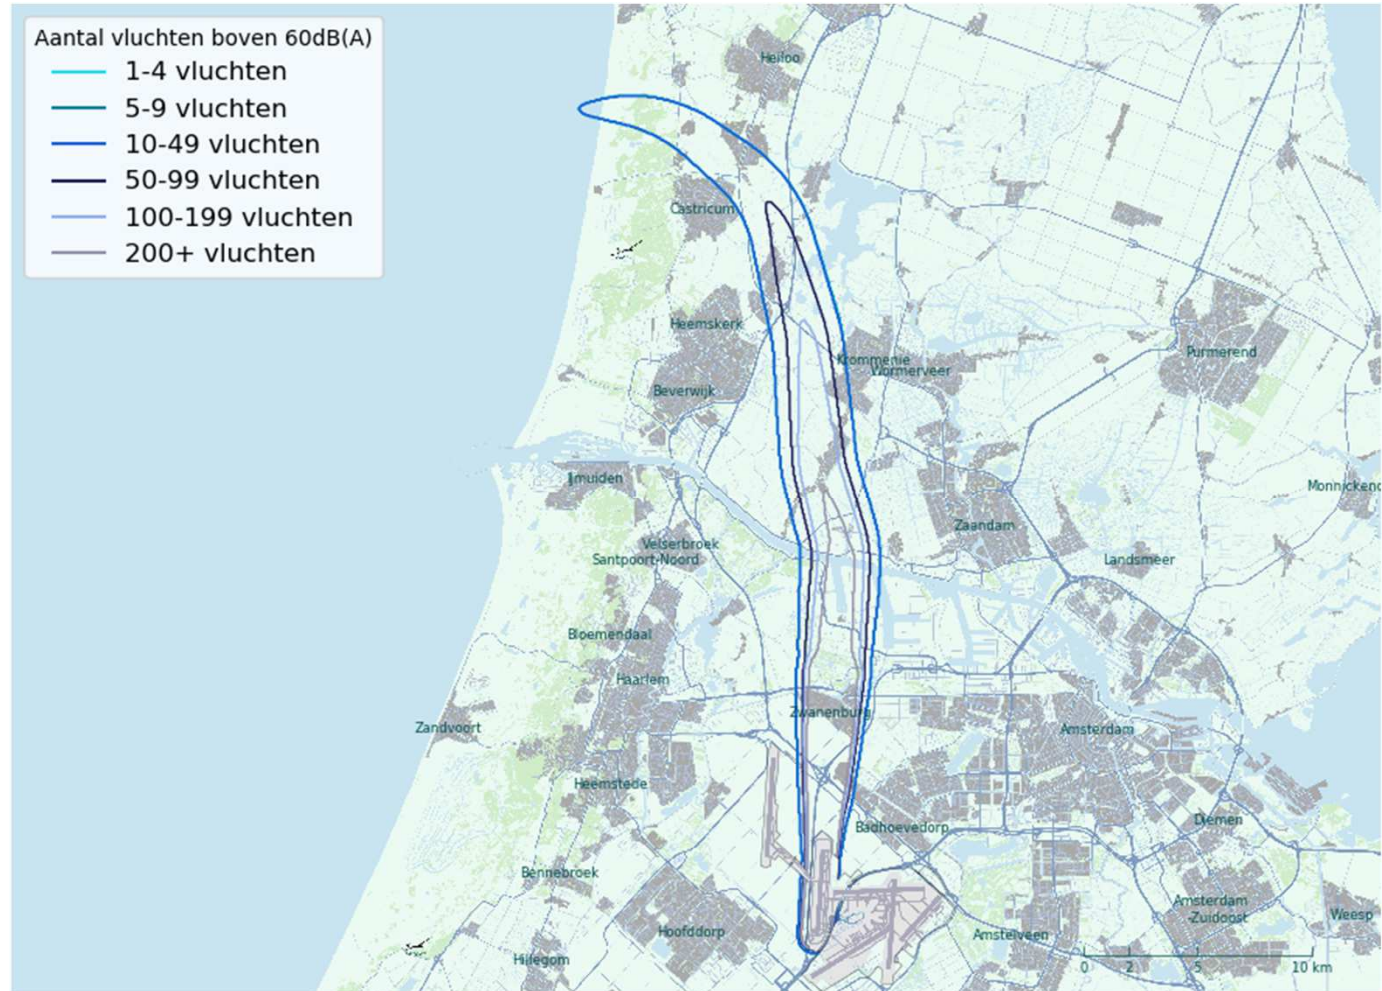 Aantal vluchten boven 60dB(A)
1-4 vluchten
5-9 vluchten
10-49 vluchten
50-99 vluchten
100-199 vluchten
200+ vluchten
Heiloo
Castricum
Heemskerk
Krommenie
Wormerveer
Purmerend
Beverwijk
Ijmuiden
Zaandam
Velserbroek
Santpoort-Noord
Landsmeer
Bloemendaal
Haarlem
Zwanenburg
Zandvoort
Amsterdam
Heemstede
Badhoevedorp
Diemen
Bennebroek
Amsterdam
-Zuidoost
Weesp
Hoofddorp
Amstelveen
Hillegom
0 2 5 10 km